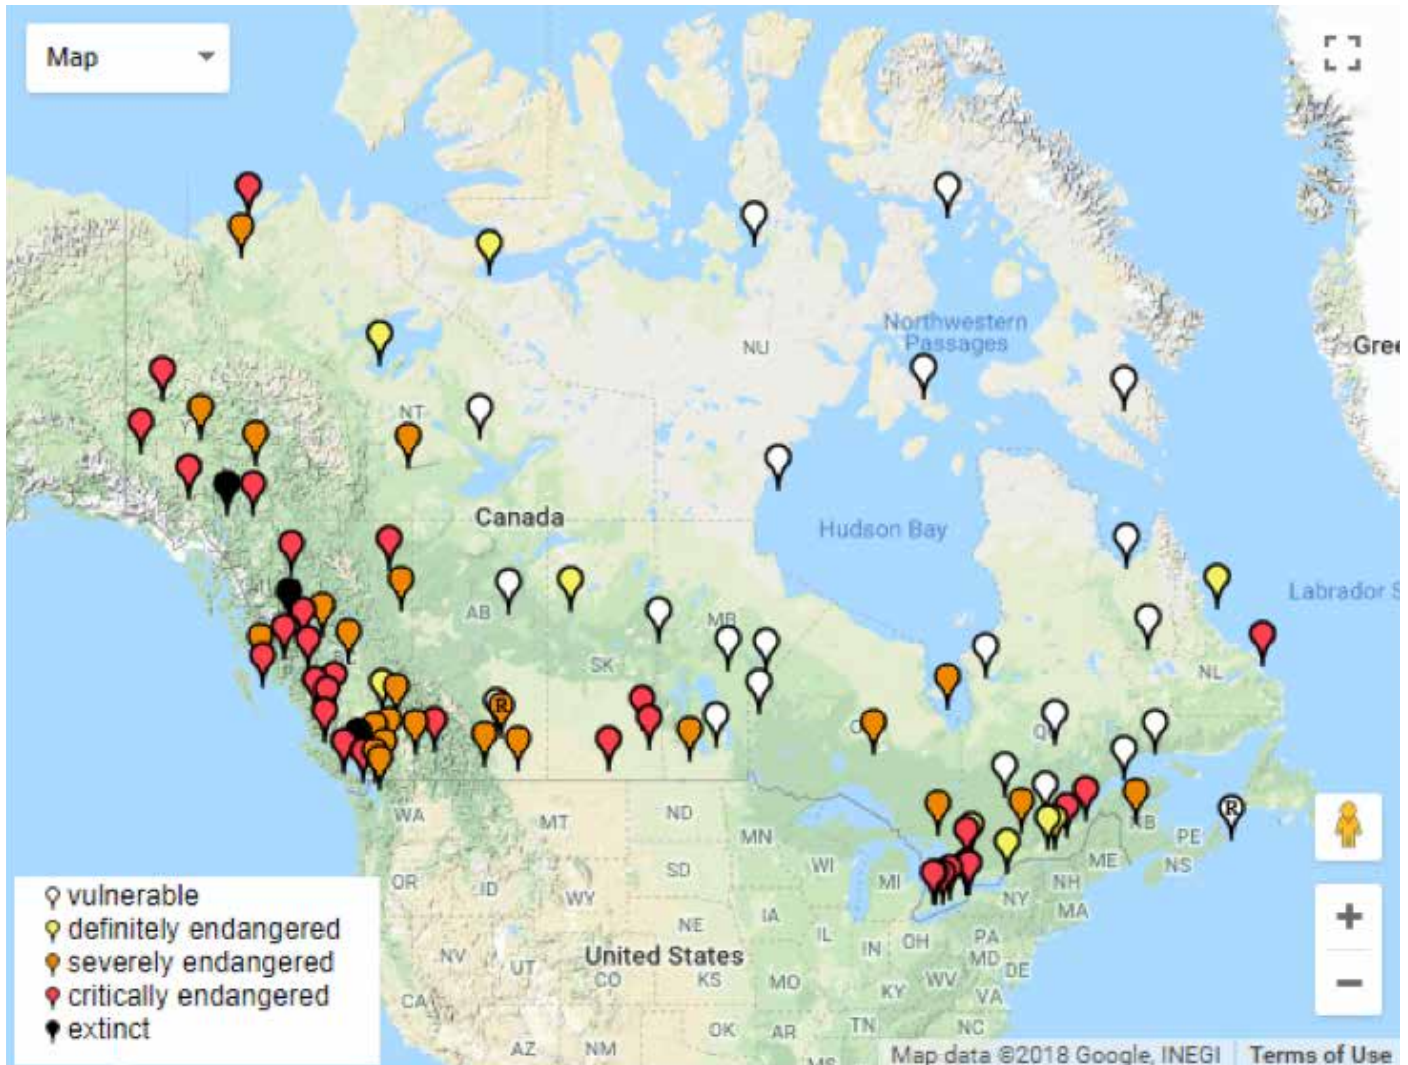 Map
Northwestern
Passages
NU
Gree
NT
Canada
Hudson Bay
Labrador S
AB
MB
SK
NL
R
R
WA
MT
ND
MN
PE
NS
ME
OR
ID
WY
SD
WI
MI
NY
NH
MA
NV
UT
NE
IA
IL
IN
OH
PA
MD
DE
United States
CO
KS
MO
KY
WV
VA
CA
AZ
NM
OK
AR
TN
NC
vulnerable
definitely endangered
severely endangered
critically endangered
extinct
Map data ©2018 Google, INEGI
Terms of Use